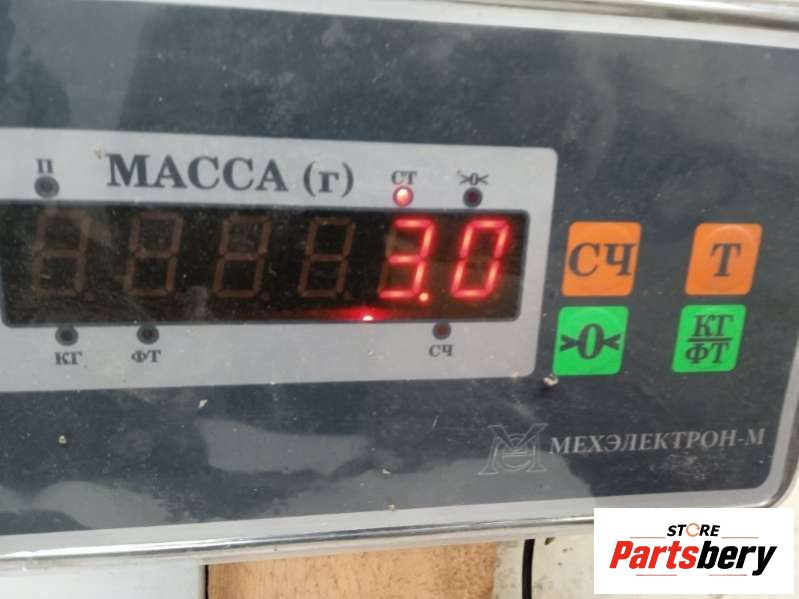 П
МАССА (г)
СТ
>0<
3.0
КГ
ФТ
СЧ
СЧ
Т
>0<
КГ
ФТ
МЕХЭЛЕКТРОН-М
STORE
Partsbery